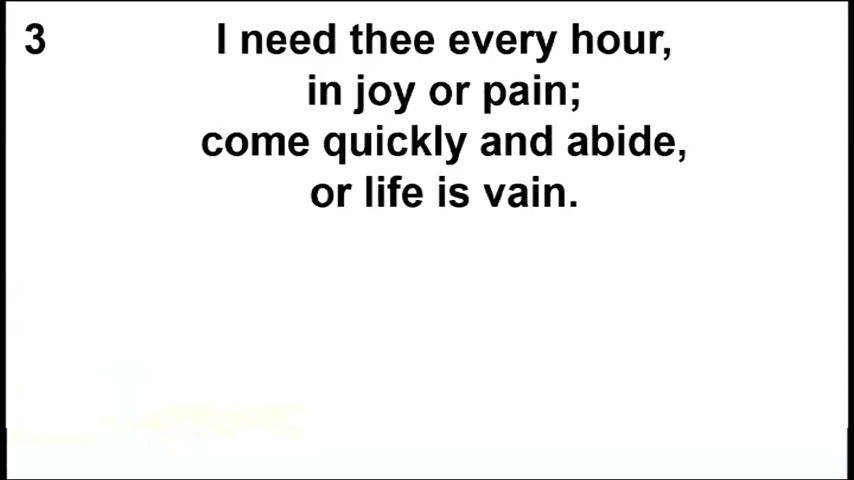 3 I need thee every hour,
in joy or pain;
come quickly and abide,
or life is vain.